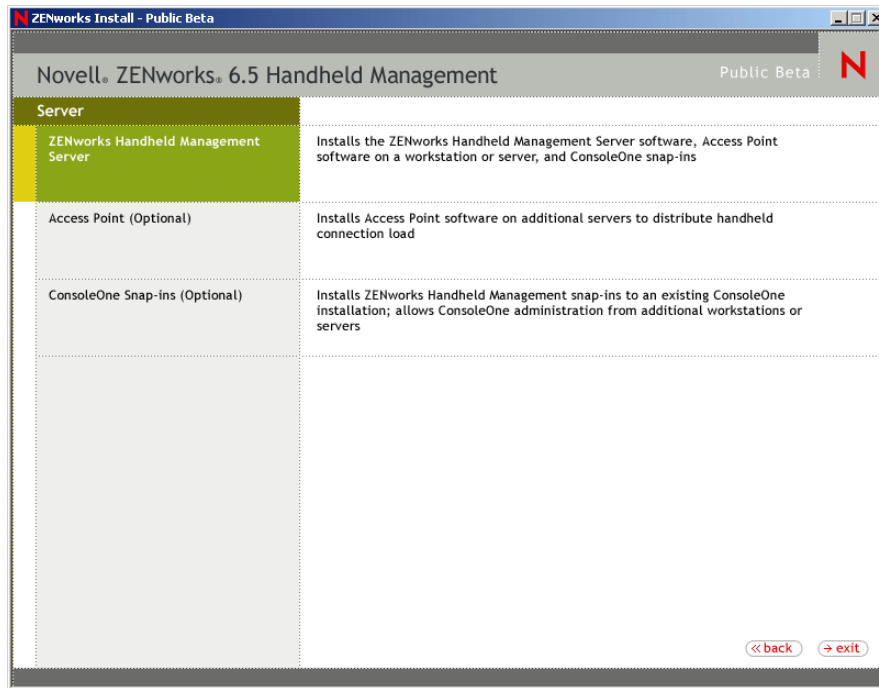 ZENworks Install - Public Beta
Novell® ZENworks® 6.5 Handheld Management
Public Beta
N
Server
ZENworks Handheld Management
Server
Installs the ZENworks Handheld Management Server software, Access Point
software on a workstation or server, and ConsoleOne snap-ins
Access Point (Optional)
Installs Access Point software on additional servers to distribute handheld
connection load
ConsoleOne Snap-ins (Optional)
Installs ZENworks Handheld Management snap-ins to an existing ConsoleOne
installation; allows ConsoleOne administration from additional workstations or
servers
back
exit